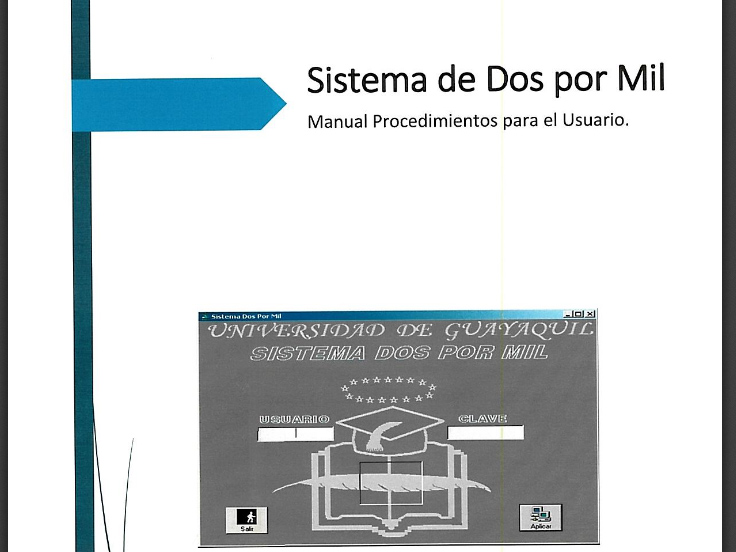 Sistema de Dos por Mil
Manual Procedimientos para el Usuario.
Sistema Dos Por Mil
UNIVERSIDAD DE GUAYAQUIL
SISTEMA DOS POR MIL
USUARIO
CLAVE
Salir
Aplicar